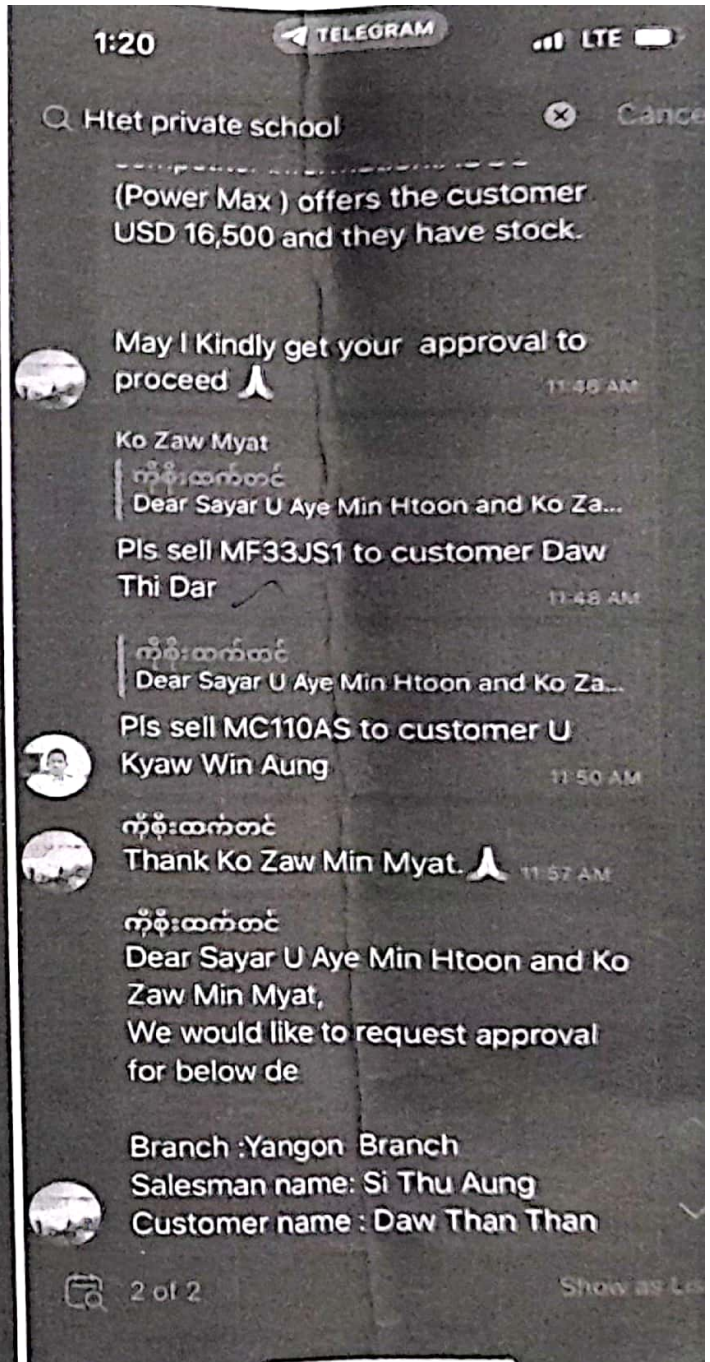 1:20
TELEGRAM
LTE
Htet private school
Cance
(Power Max ) offers the customer
USD 16,500 and they have stock.
May I Kindly get your approval to
proceed 🙏
11:46 AM
Ko Zaw Myat
ကိုစိုးထက်တင်
Dear Sayar U Aye Min Htoon and Ko Za...
Pls sell MF33JS1 to customer Daw
Thi Dar
11:48 AM
ကိုစိုးထက်တင်
Dear Sayar U Aye Min Htoon and Ko Za...
Pls sell MC110AS to customer U
Kyaw Win Aung
11:50 AM
ကိုစိုးထက်တင်
Thank Ko Zaw Min Myat. 🙏 11:57 AM
ကိုစိုးထက်တင်
Dear Sayar U Aye Min Htoon and Ko
Zaw Min Myat,
We would like to request approval
for below de
Branch :Yangon Branch
Salesman name: Si Thu Aung
Customer name : Daw Than Than
2 of 2
Show as